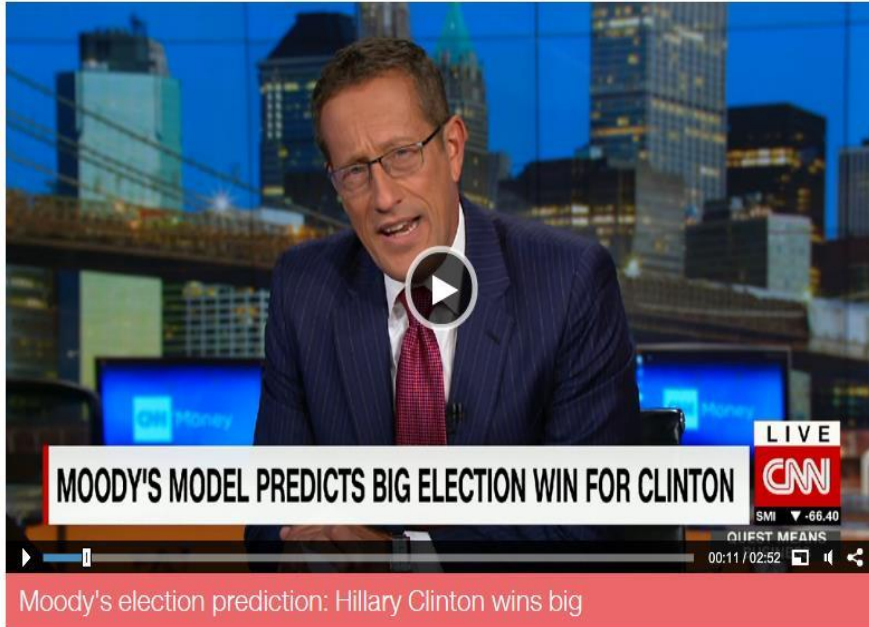 CNN Money
CNN Money
LIVE
CNN
MOODY'S MODEL PREDICTS BIG ELECTION WIN FOR CLINTON
SMI ▼ -66.40
QUEST MEANS
00:11 / 02:52
Moody's election prediction: Hillary Clinton wins big